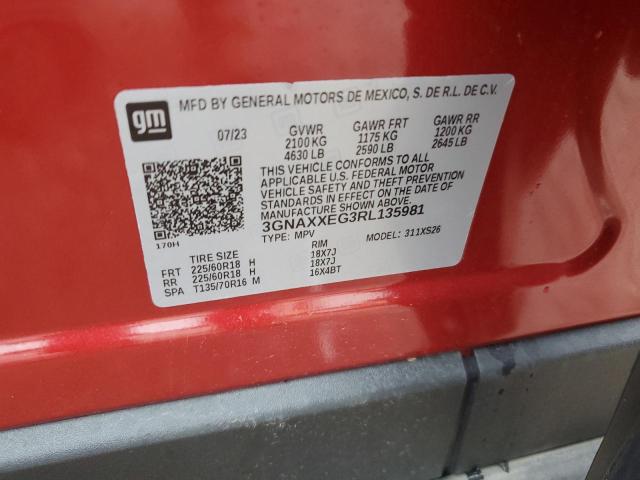 gm
MFD BY GENERAL MOTORS DE MEXICO, S. DE R.L. DE C.V.
07/23 GVWR GAWR FRT GAWR RR
2100 KG 1175 KG 1200 KG
4630 LB 2590 LB 2645 LB
THIS VEHICLE CONFORMS TO ALL
APPLICABLE U.S. FEDERAL MOTOR
VEHICLE SAFETY AND THEFT PREVENTION
STANDARDS IN EFFECT ON THE DATE OF
MANUFACTURE SHOWN ABOVE.
3GNAXXEG3RL135981
170H
TYPE: MPV MODEL: 311XS26
TIRE SIZE RIM
FRT 225/60R18 H 18X7J
RR 225/60R18 H 18X7J
SPA T135/70R16 M 16X4BT